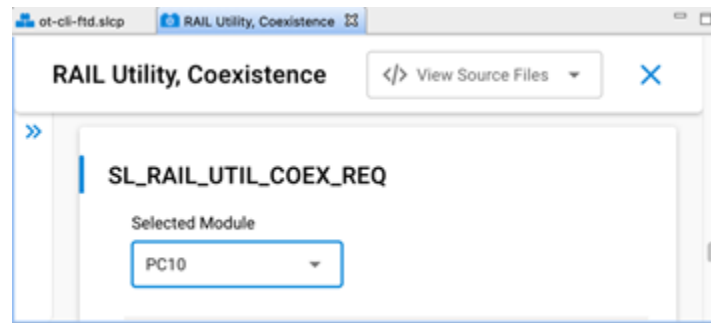 ot-cli-ftd.slcp RAIL Utility, Coexistence
RAIL Utility, Coexistence </> View Source Files
SL_RAIL_UTIL_COEX_REQ
Selected Module
PC10